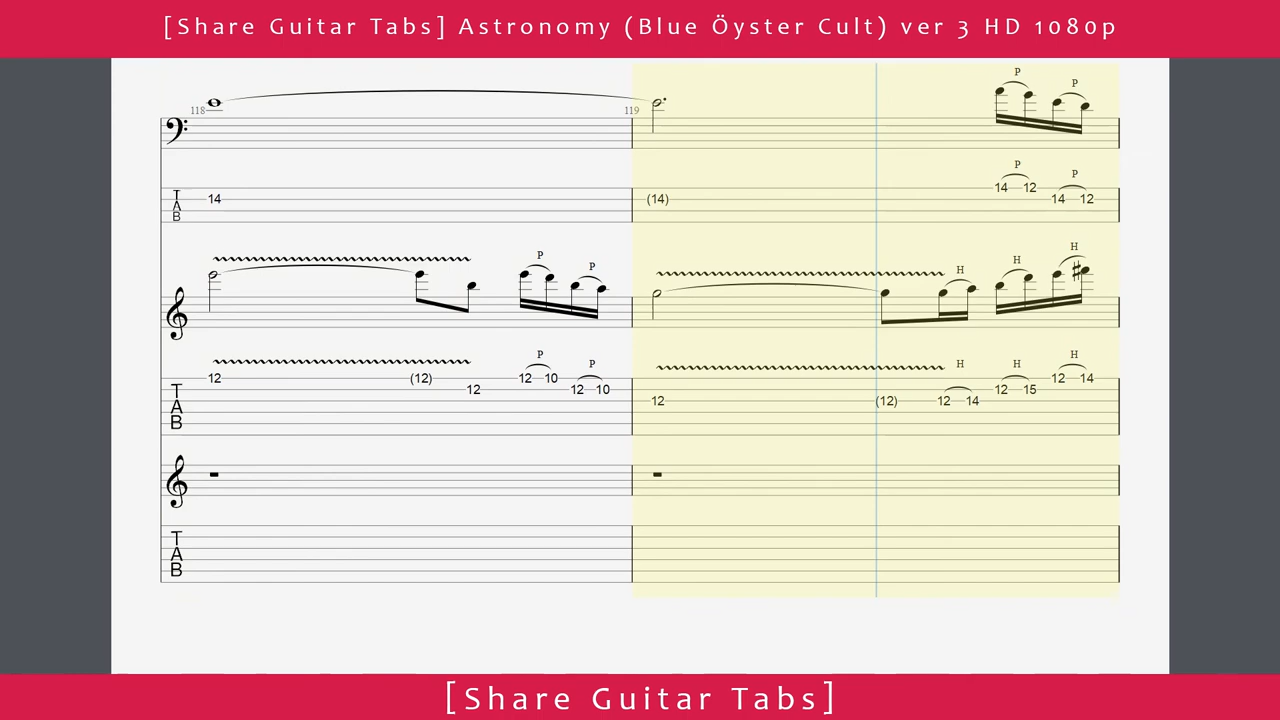 [Share Guitar Tabs] Astronomy (Blue Öyster Cult) ver 3 HD 1080p
P
P
118
119
P
P
T
A
B
14
(14)
14
12
14
12
P
P
H
H
H
P
P
H
H
H
T
A
B
12
(12)
12
12
10
12
10
12
(12)
12
14
12
15
12
14
T
A
B
[Share Guitar Tabs]